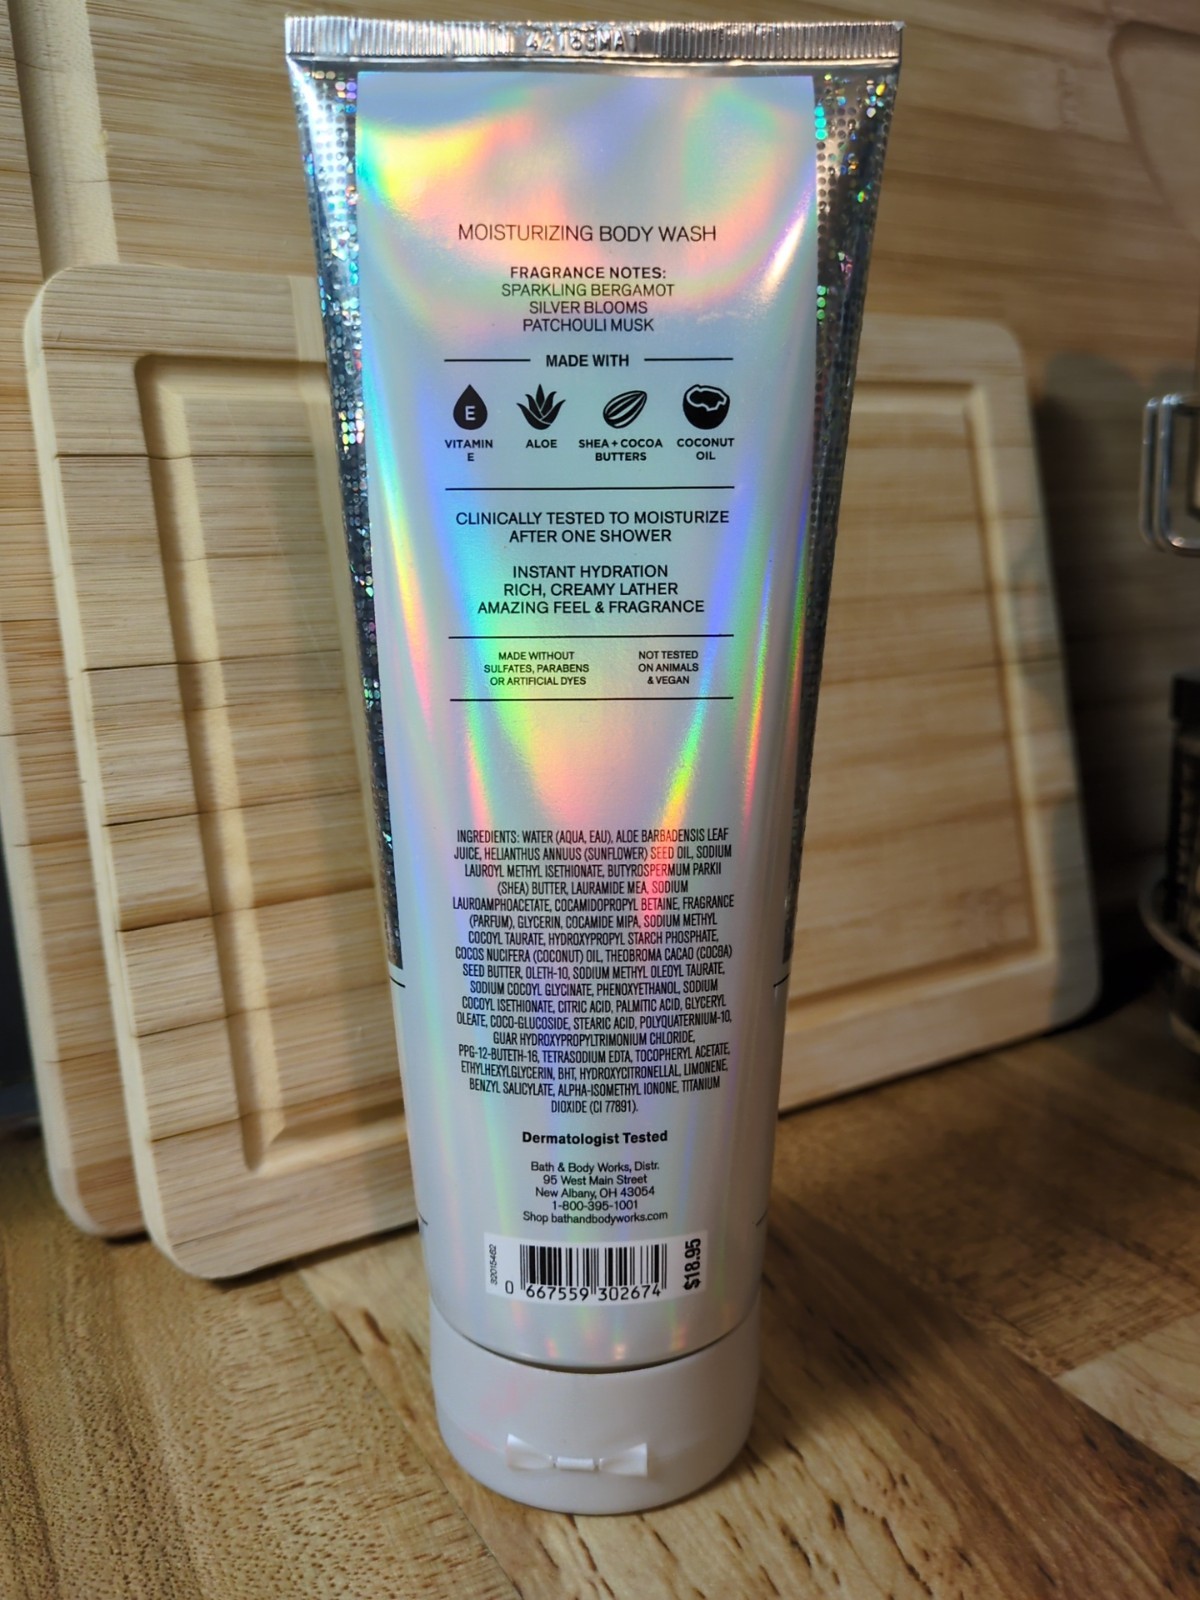 42183MAT
MOISTURIZING BODY WASH
FRAGRANCE NOTES:
SPARKLING BERGAMOT
SILVER BLOOMS
PATCHOULI MUSK
MADE WITH
E
VITAMIN
E
ALOE
SHEA + COCOA
BUTTERS
COCONUT
OIL
CLINICALLY TESTED TO MOISTURIZE
AFTER ONE SHOWER
INSTANT HYDRATION
RICH, CREAMY LATHER
AMAZING FEEL & FRAGRANCE
MADE WITHOUT
SULFATES, PARABENS
OR ARTIFICIAL DYES
NOT TESTED
ON ANIMALS
& VEGAN
INGREDIENTS: WATER (AQUA, EAU), ALOE BARBADENSIS LEAF
JUICE, HELIANTHUS ANNUUS (SUNFLOWER) SEED OIL, SODIUM
LAUROYL METHYL ISETHIONATE, BUTYROSPERMUM PARKII
(SHEA) BUTTER, LAURAMIDE MEA, SODIUM
LAUROAMPHOACETATE, COCAMIDOPROPYL BETAINE, FRAGRANCE
(PARFUM), GLYCERIN, COCAMIDE MIPA, SODIUM METHYL
COCOYL TAURATE, HYDROXYPROPYL STARCH PHOSPHATE,
COCOS NUCIFERA (COCONUT) OIL, THEOBROMA CACAO (COCOA)
SEED BUTTER, OLETH-10, SODIUM METHYL OLEOYL TAURATE,
SODIUM COCOYL GLYCINATE, PHENOXYETHANOL, SODIUM
COCOYL ISETHIONATE, CITRIC ACID, PALMITIC ACID, GLYCERYL
OLEATE, COCO-GLUCOSIDE, STEARIC ACID, POLYQUATERNIUM-10,
GUAR HYDROXYPROPYLTRIMONIUM CHLORIDE,
PPG-12-BUTETH-16, TETRASODIUM EDTA, TOCOPHERYL ACETATE,
ETHYLHEXYLGLYCERIN, BHT, HYDROXYCITRONELLAL, LIMONENE,
BENZYL SALICYLATE, ALPHA-ISOMETHYL IONONE, TITANIUM
DIOXIDE (CI 77891).
Dermatologist Tested
Bath & Body Works, Distr.
95 West Main Street
New Albany, OH 43054
1-800-395-1001
Shop bathandbodyworks.com
32015462
0 667559 302674
$18.95